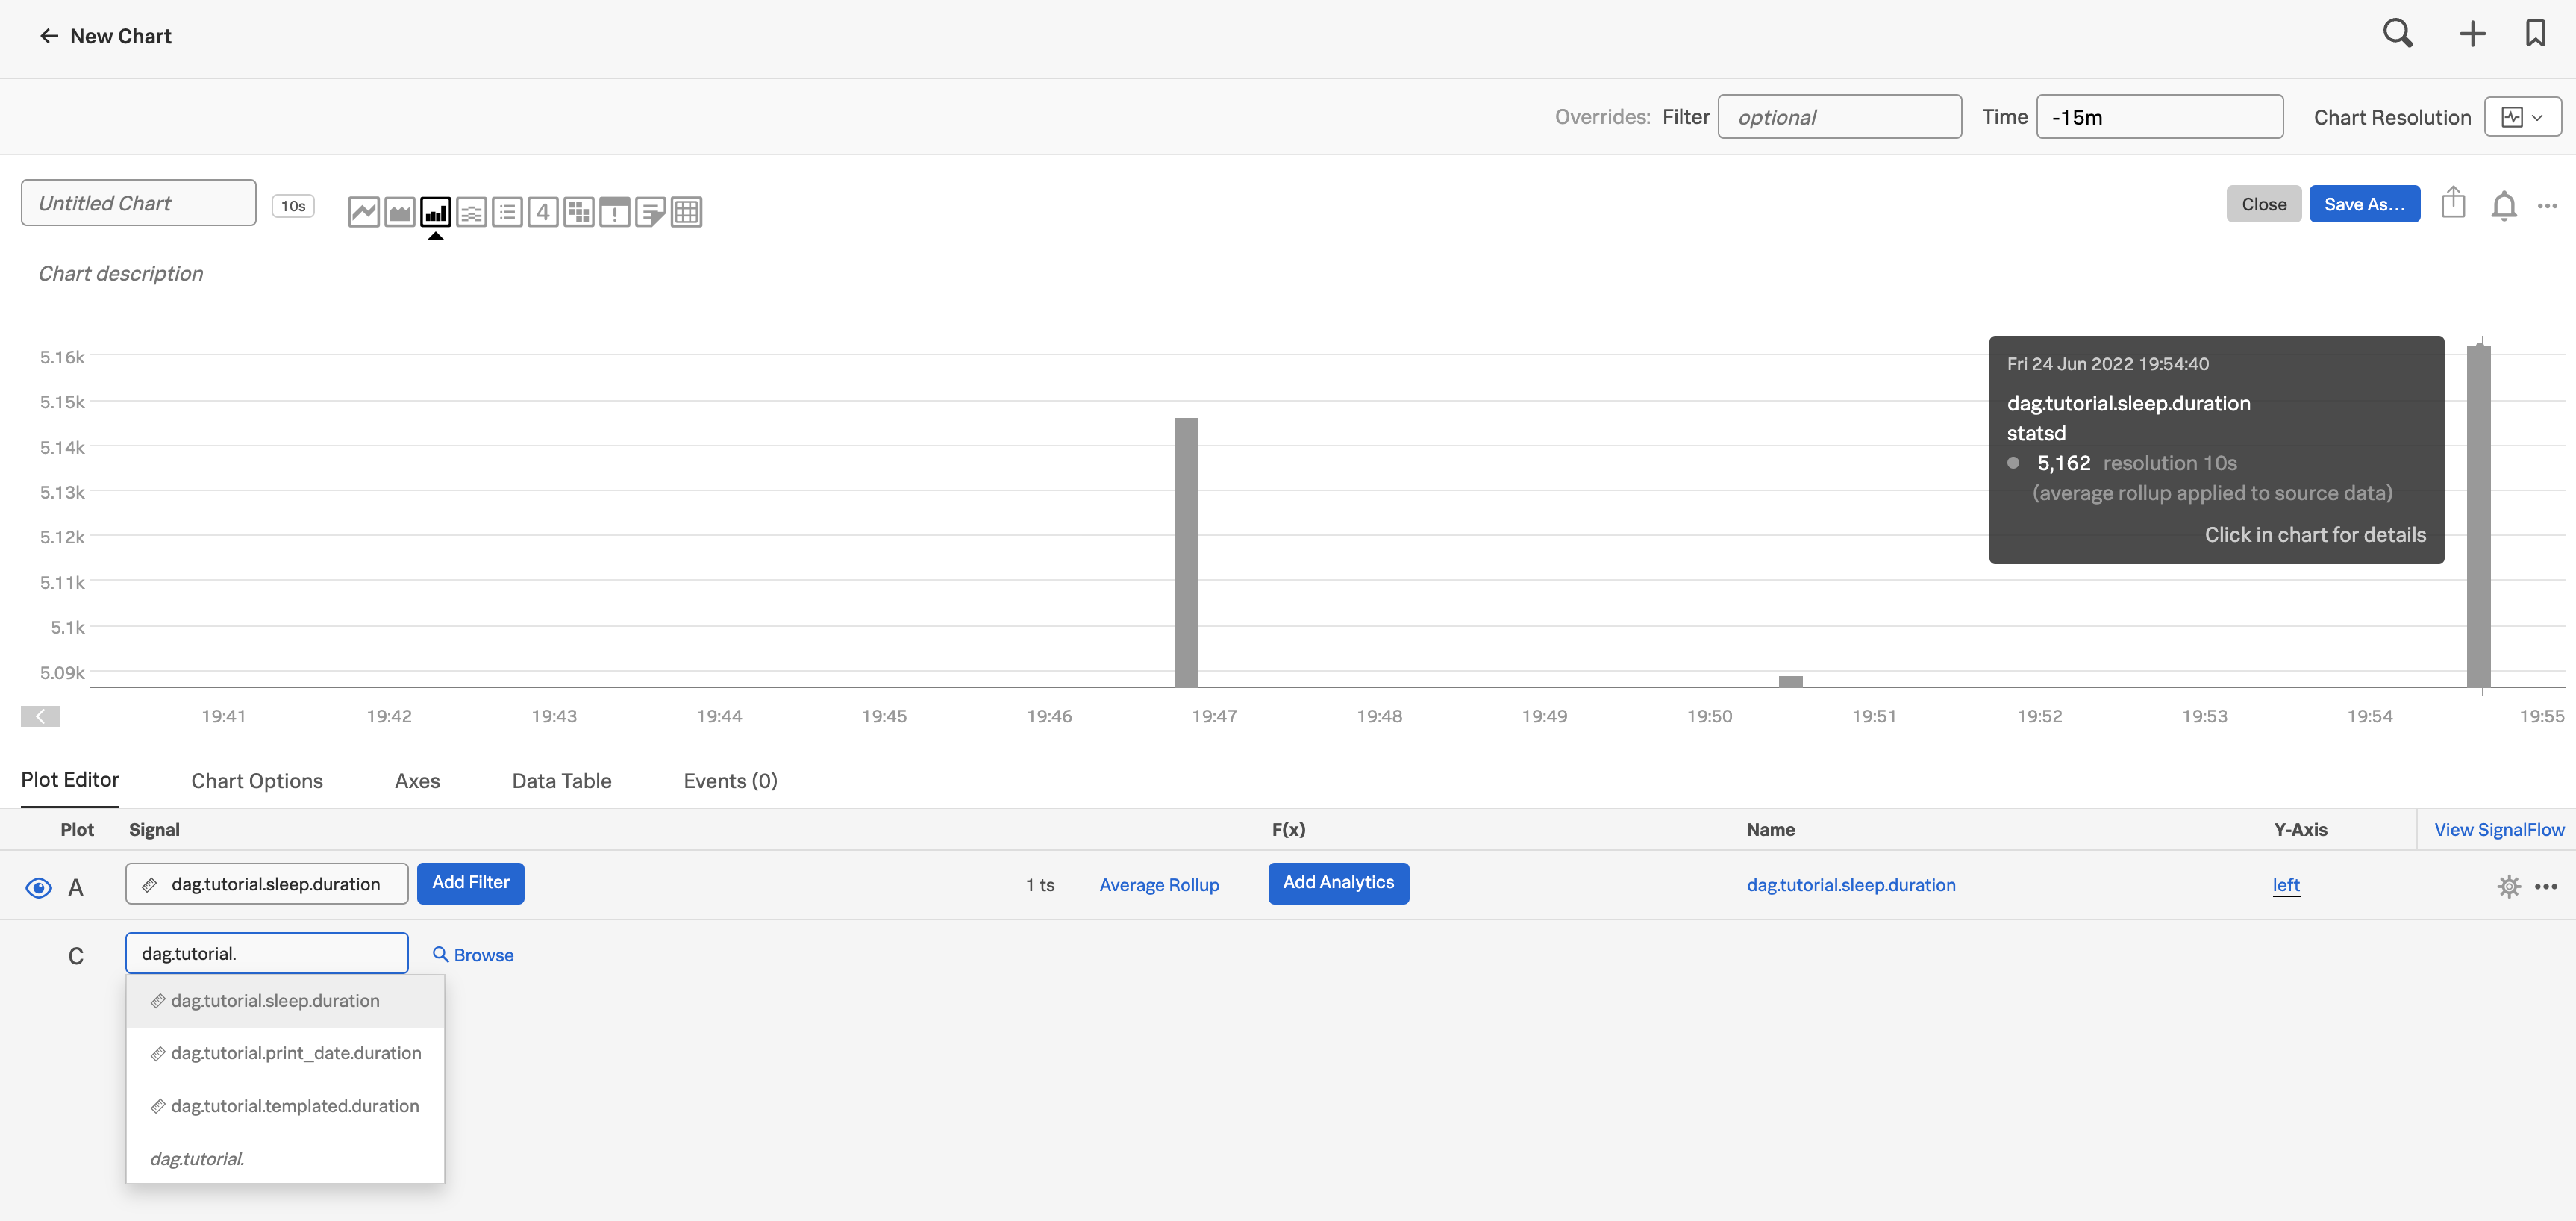 New Chart
Overrides: Filter optional Time -15m Chart Resolution
Untitled Chart 10s 4 Close Save As...
Chart description
5.16k
5.15k
5.14k
5.13k
5.12k
5.11k
5.1k
5.09k
Fri 24 Jun 2022 19:54:40
dag.tutorial.sleep.duration
statsd
5,162 resolution 10s
(average rollup applied to source data)
Click in chart for details
19:41 19:42 19:43 19:44 19:45 19:46 19:47 19:48 19:49 19:50 19:51 19:52 19:53 19:54 19:55
Plot Editor Chart Options Axes Data Table Events (0)
Plot Signal F(x) Name Y-Axis View SignalFlow
A dag.tutorial.sleep.duration Add Filter 1 ts Average Rollup Add Analytics dag.tutorial.sleep.duration left
C dag.tutorial. Browse
dag.tutorial.sleep.duration
dag.tutorial.print_date.duration
dag.tutorial.templated.duration
dag.tutorial.